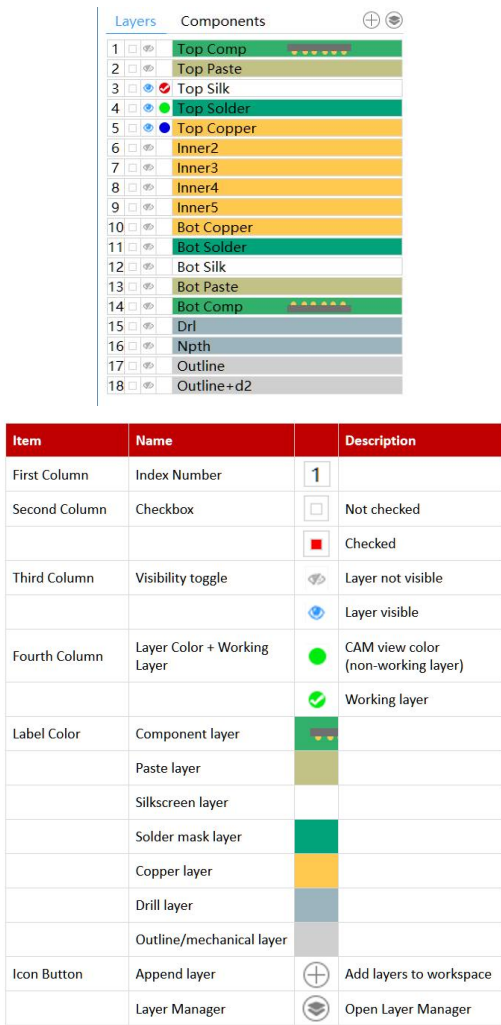 Layers Components
1 Top Comp
2 Top Paste
3 Top Silk
4 Top Solder
5 Top Copper
6 Inner2
7 Inner3
8 Inner4
9 Inner5
10 Bot Copper
11 Bot Solder
12 Bot Silk
13 Bot Paste
14 Bot Comp
15 Drl
16 Npth
17 Outline
18 Outline+d2
Item Name Description
First Column Index Number 1
Second Column Checkbox Not checked
Checked
Third Column Visibility toggle Layer not visible
Layer visible
Fourth Column Layer Color + Working
Layer
CAM view color
(non-working layer)
Working layer
Label Color Component layer
Paste layer
Silkscreen layer
Solder mask layer
Copper layer
Drill layer
Outline/mechanical layer
Icon Button Append layer Add layers to workspace
Layer Manager Open Layer Manager